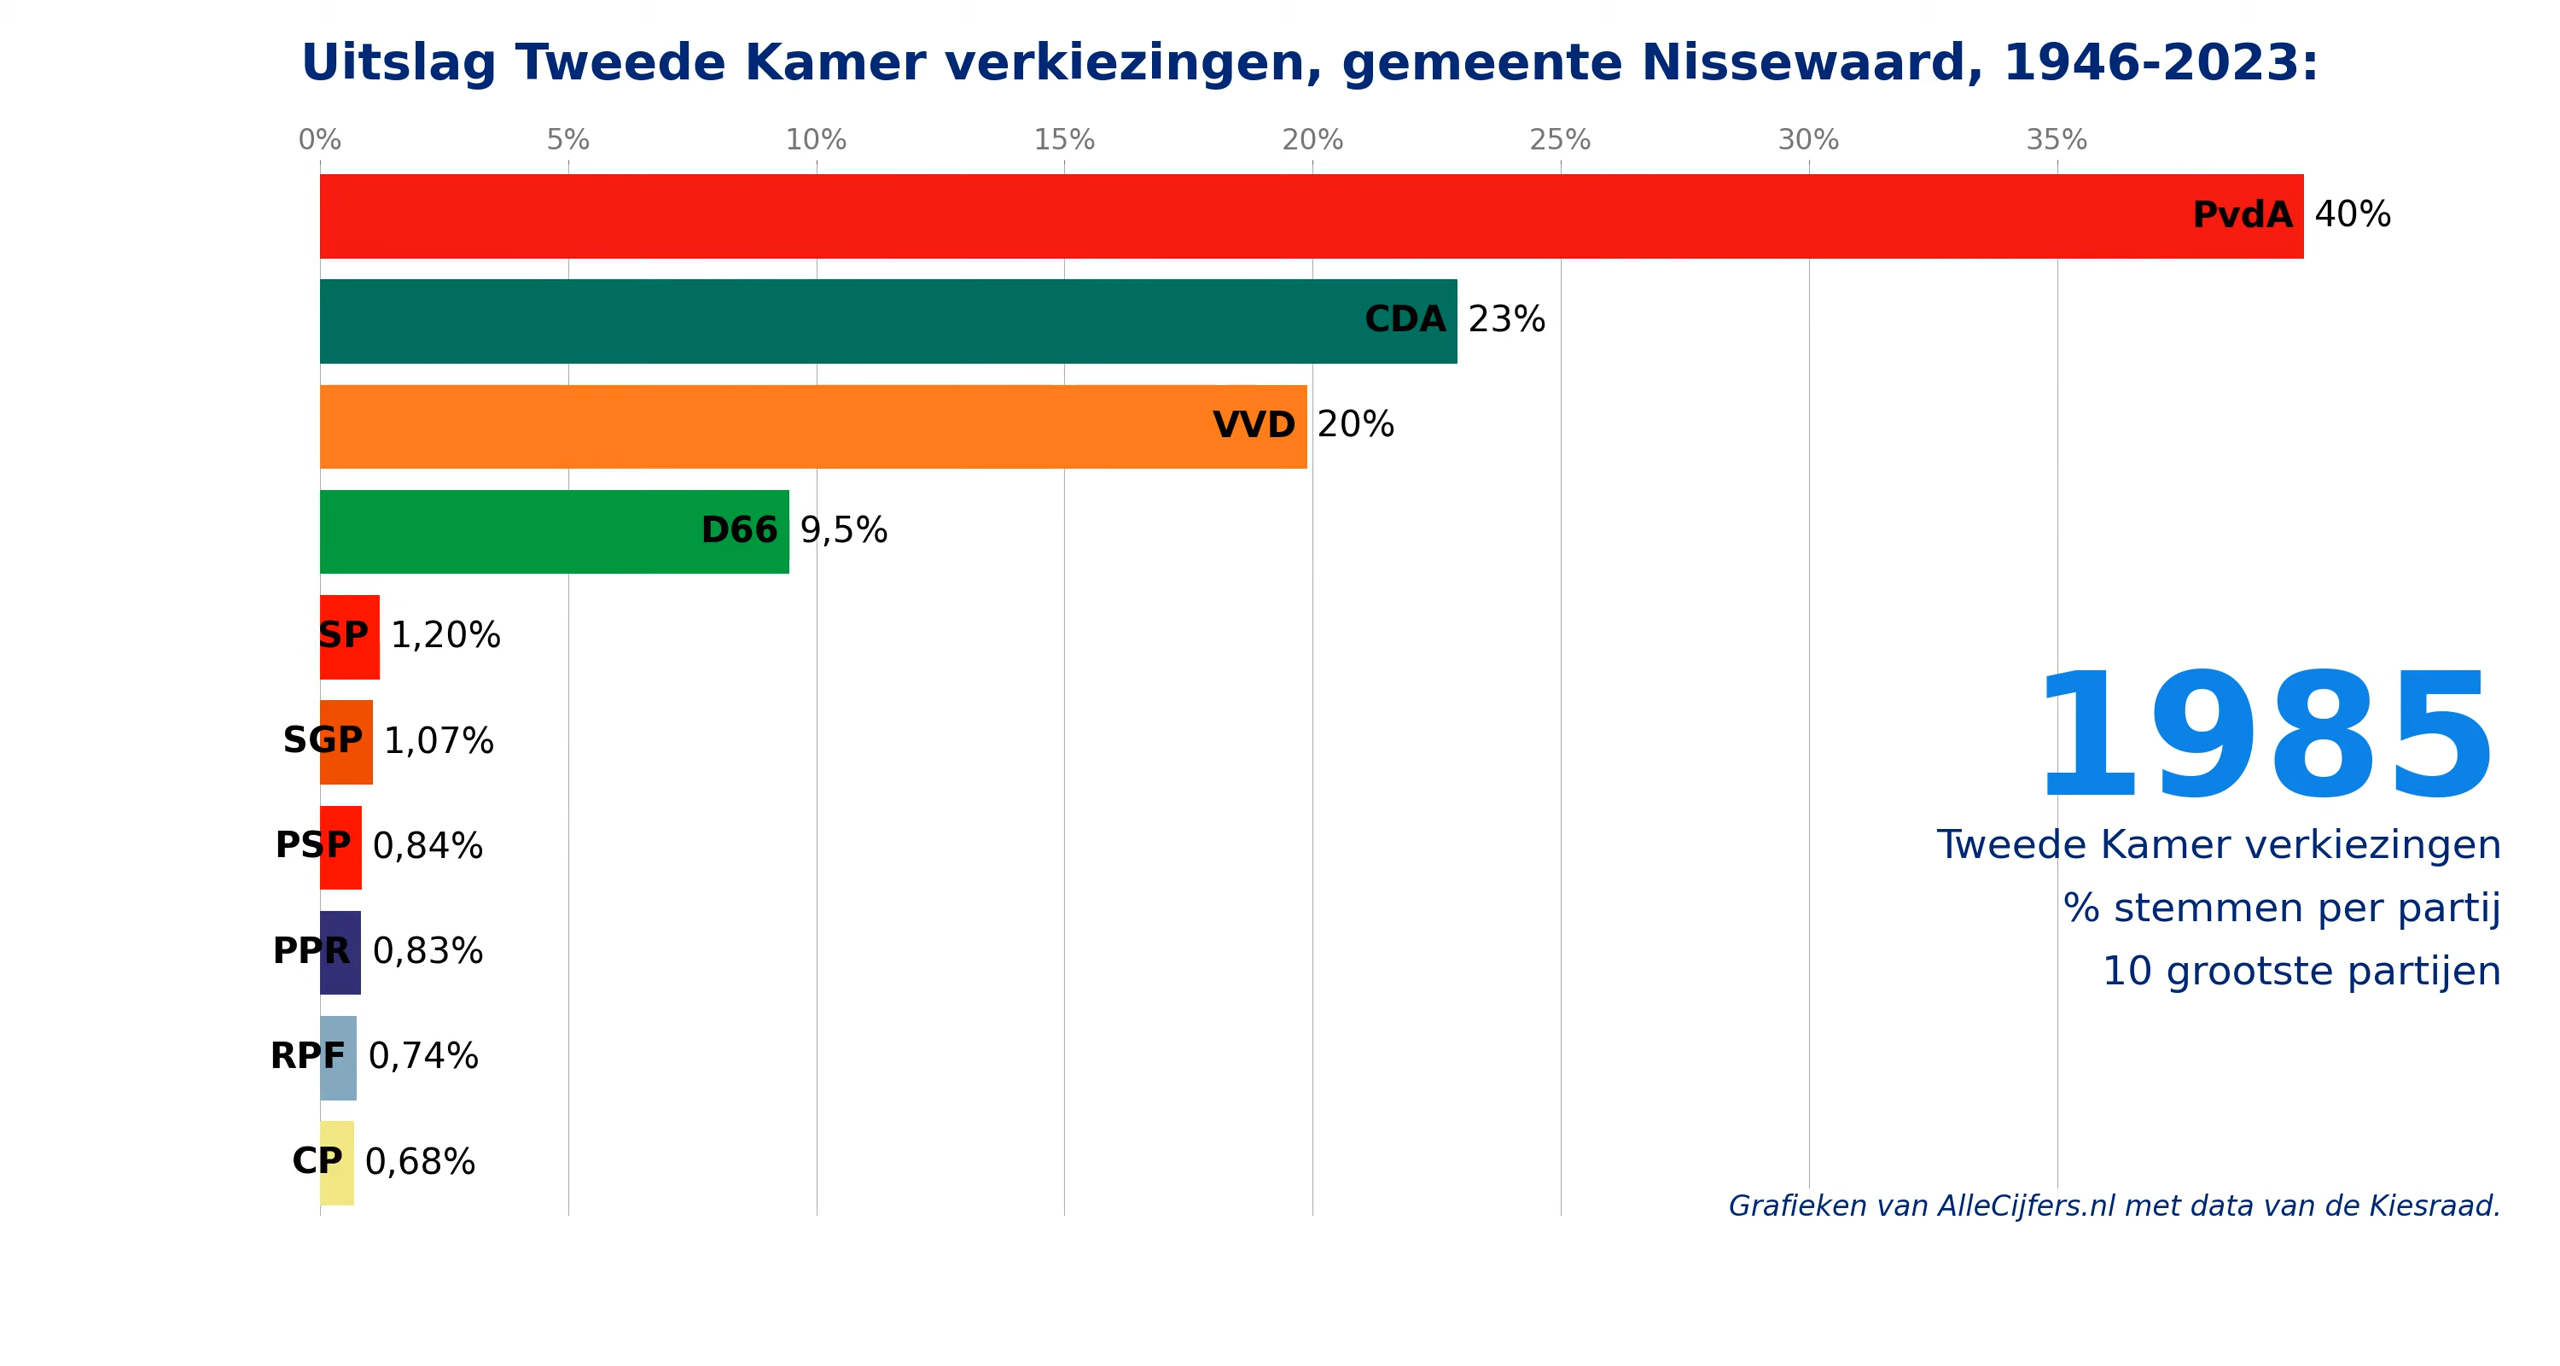 Uitslag Tweede Kamer verkiezingen, gemeente Nissewaard, 1946-2023:
0% 5% 10% 15% 20% 25% 30% 35%
PvdA 40%
CDA 23%
VVD 20%
D66 9,5%
SP 1,20%
SGP 1,07%
PSP 0,84%
PPR 0,83%
RPF 0,74%
CP 0,68%
1985
Tweede Kamer verkiezingen
% stemmen per partij
10 grootste partijen
Grafieken van AlleCijfers.nl met data van de Kiesraad.